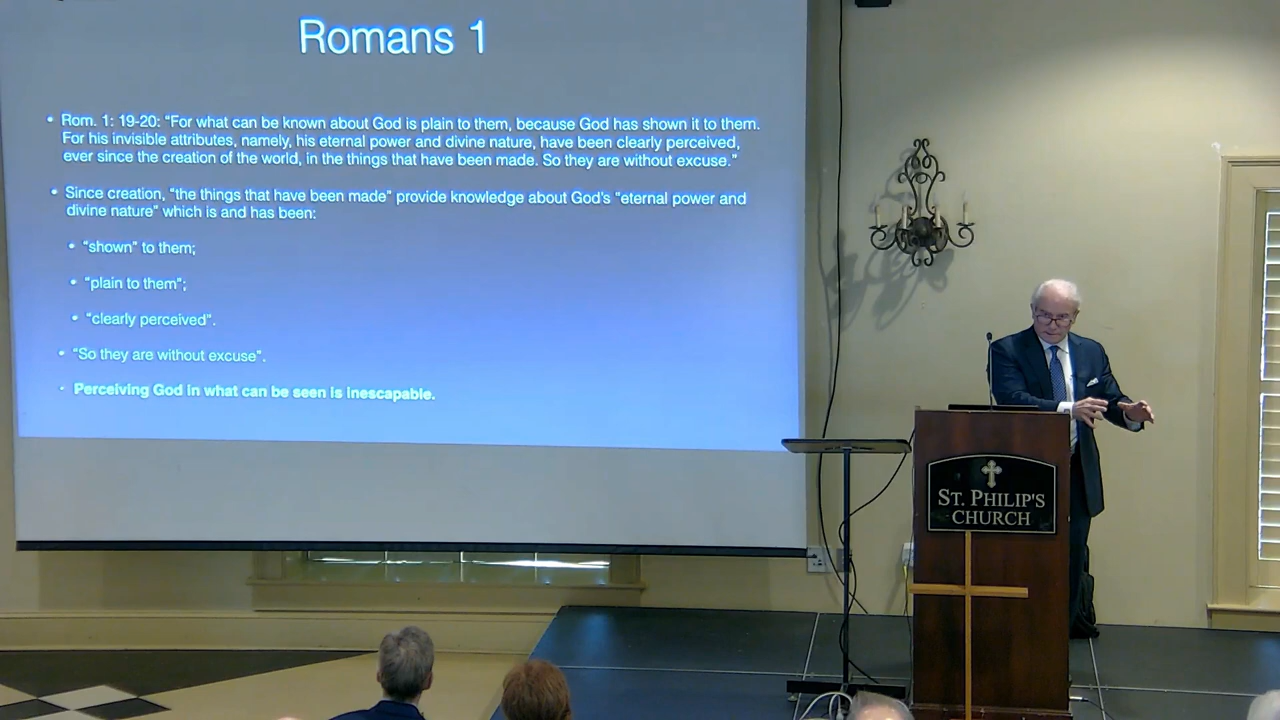 Romans 1
• Rom. 1: 19-20: “For what can be known about God is plain to them, because God has shown it to them.
For his invisible attributes, namely, his eternal power and divine nature, have been clearly perceived,
ever since the creation of the world, in the things that have been made. So they are without excuse.”
• Since creation, “the things that have been made” provide knowledge about God’s “eternal power and
divine nature” which is and has been:
• “shown” to them;
• “plain to them”;
• “clearly perceived”.
• “So they are without excuse”.
• Perceiving God in what can be seen is inescapable.
ST. PHILIP'S
CHURCH